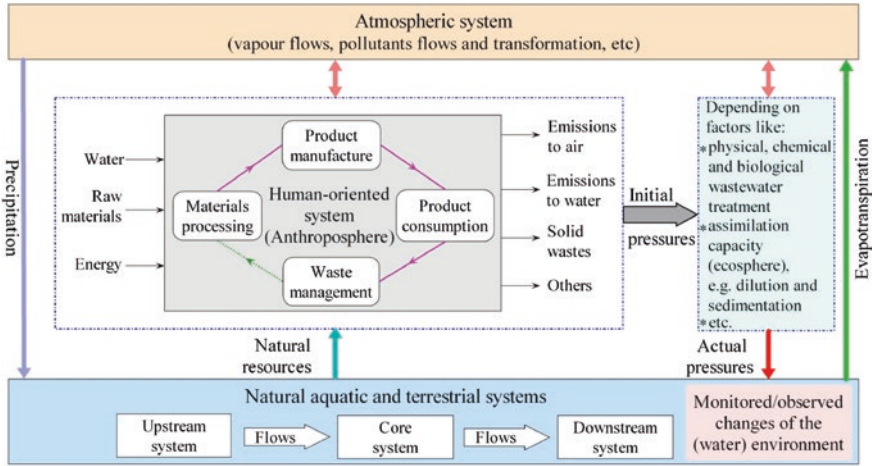 Atmospheric system
(vapour flows, pollutants flows and transformation, etc)
Precipitation
Water
Raw
materials
Energy
Product
manufacture
Materials
processing
Human-oriented
system
(Anthroposphere)
Product
consumption
Waste
management
Emissions
to air
Emissions
to water
Solid
wastes
Others
Initial
pressures
Depending on
factors like:
*physical, chemical
and biological
wastewater
treatment
*assimilation
capacity
(ecosphere),
e.g. dilution and
sedimentation
*etc.
Evapotranspiration
Natural
resources
Actual
pressures
Natural aquatic and terrestrial systems
Upstream
system
Flows
Core
system
Flows
Downstream
system
Monitored/observed
changes of the
(water) environment